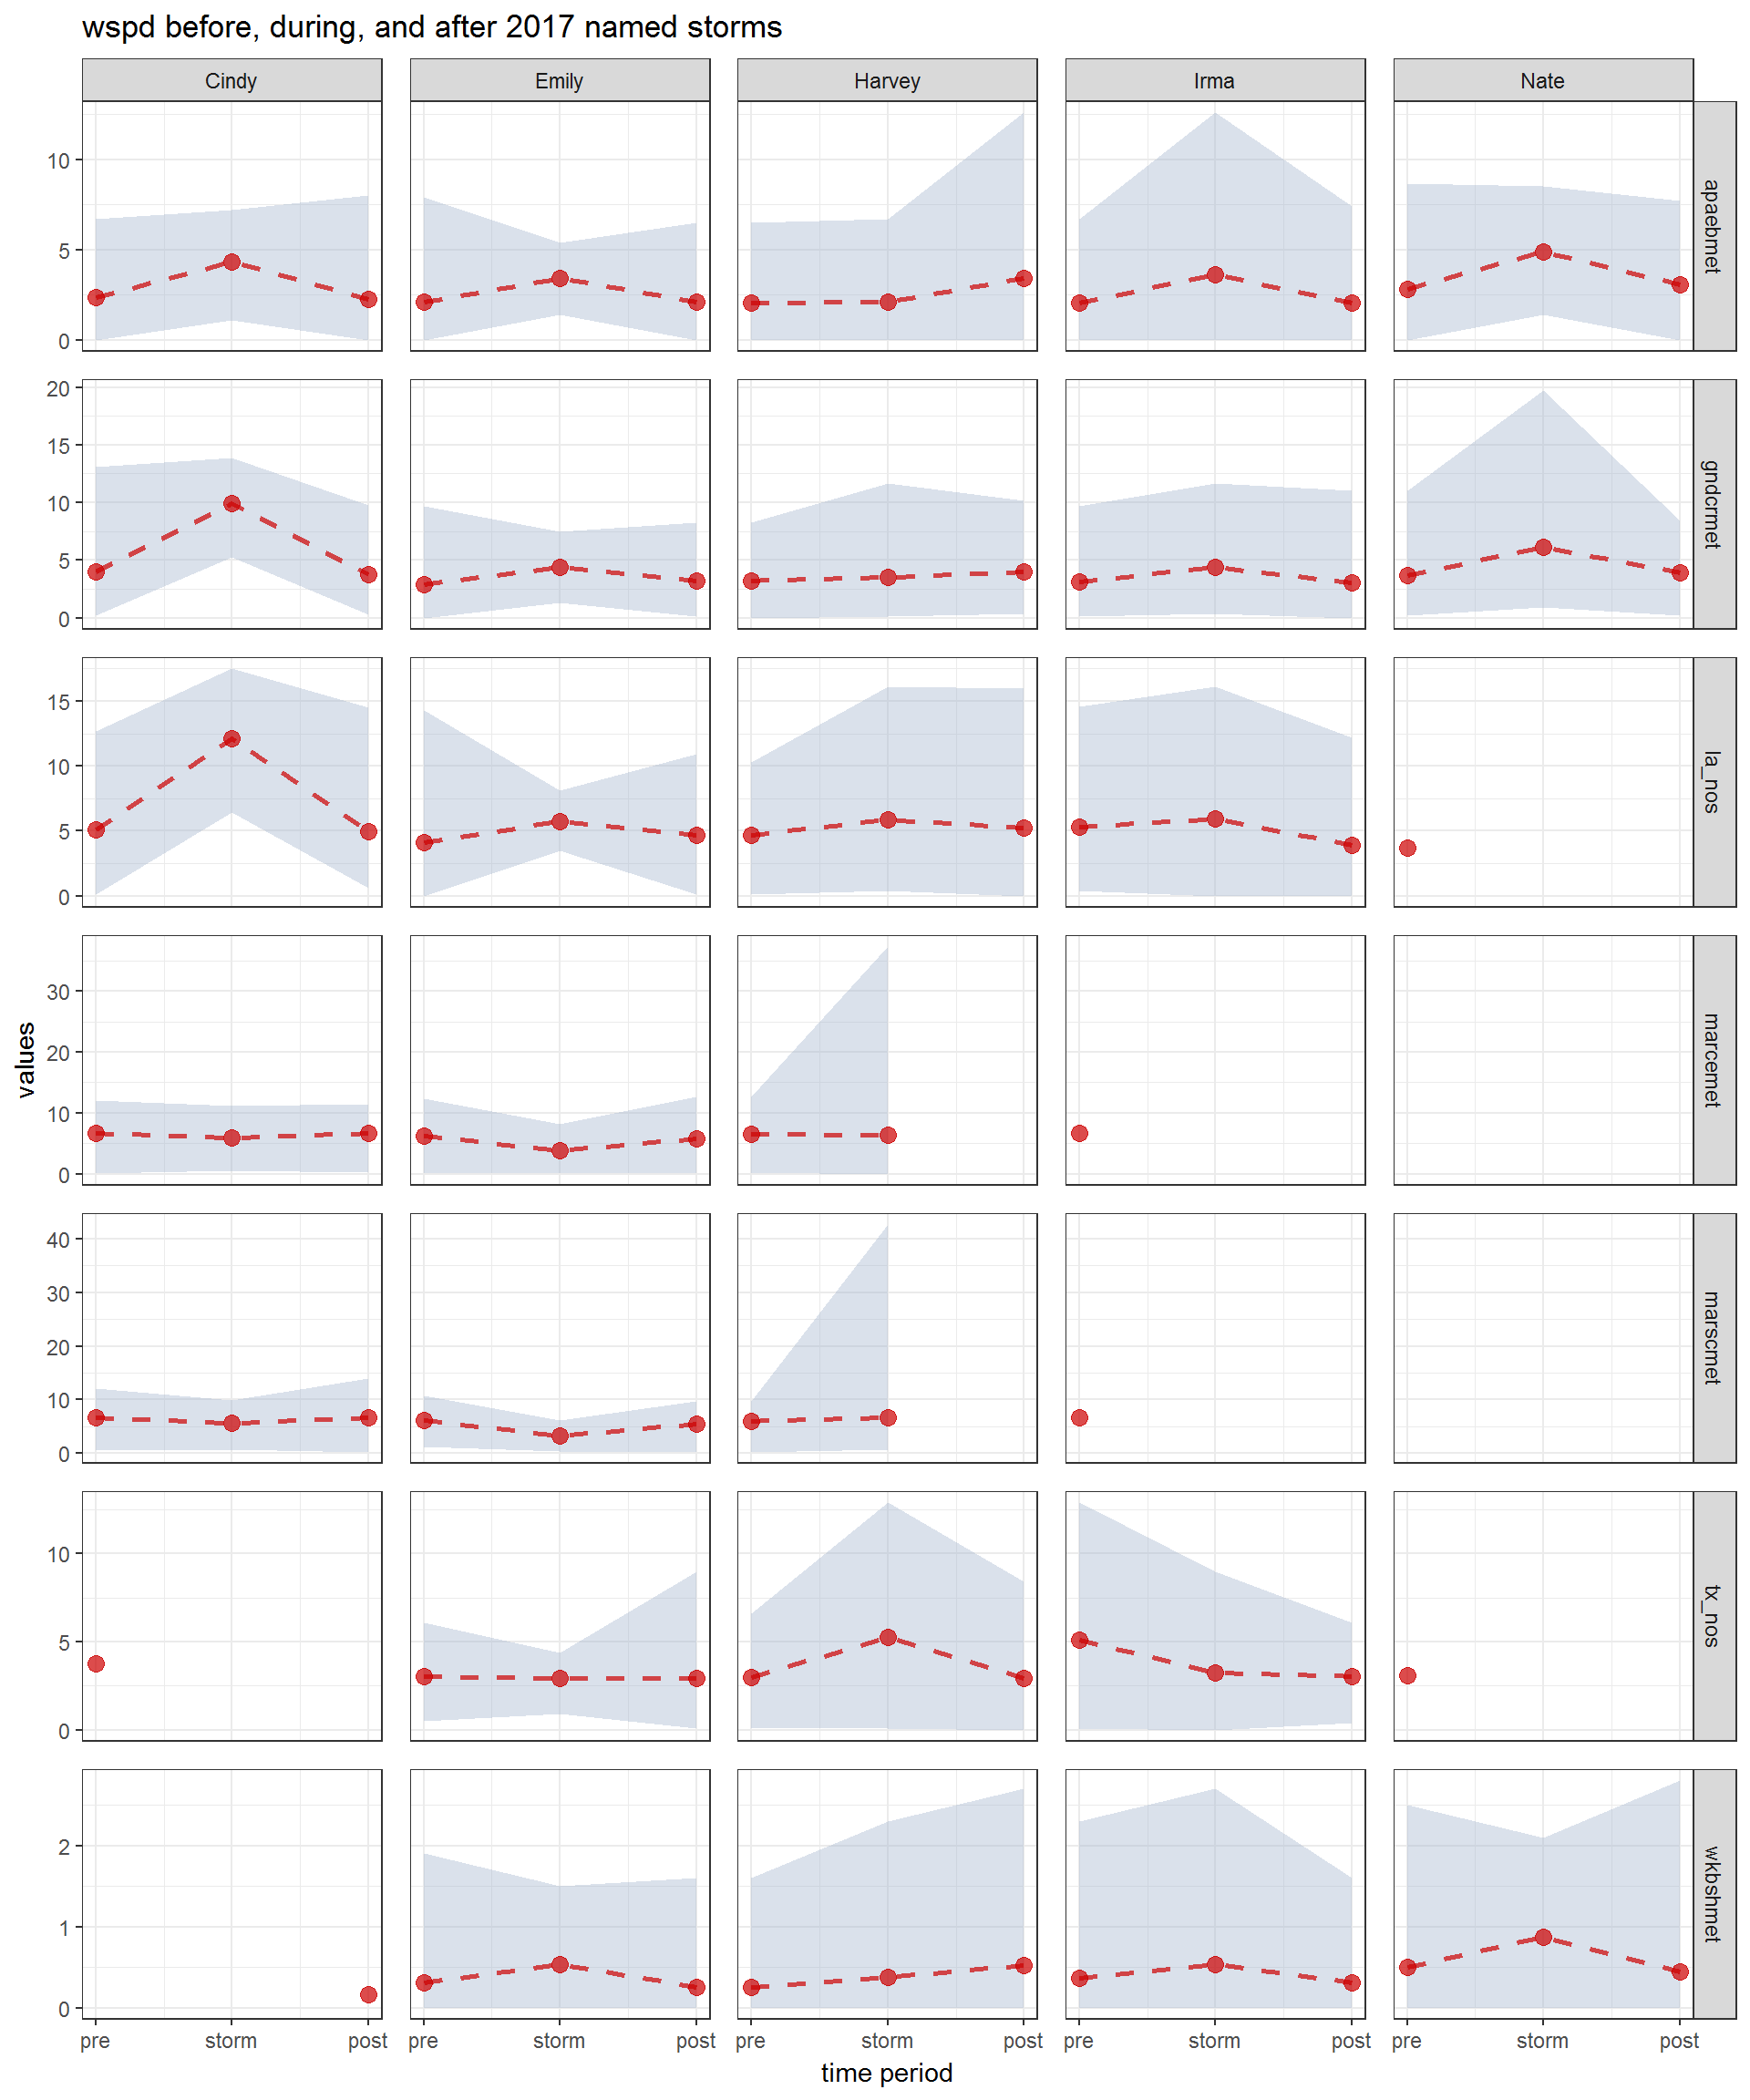 wspd before, during, and after 2017 named storms
Cindy Emily Harvey Irma Nate
10
5
0
apaebmet
20
15
10
5
0
gndcrmet
15
10
5
0
la_nos
30
20
10
0
marcemet
values
40
30
20
10
0
marscmet
10
5
0
tx_nos
2
1
0
wkbshmet
pre storm post pre storm post pre storm post pre storm post pre storm post
time period